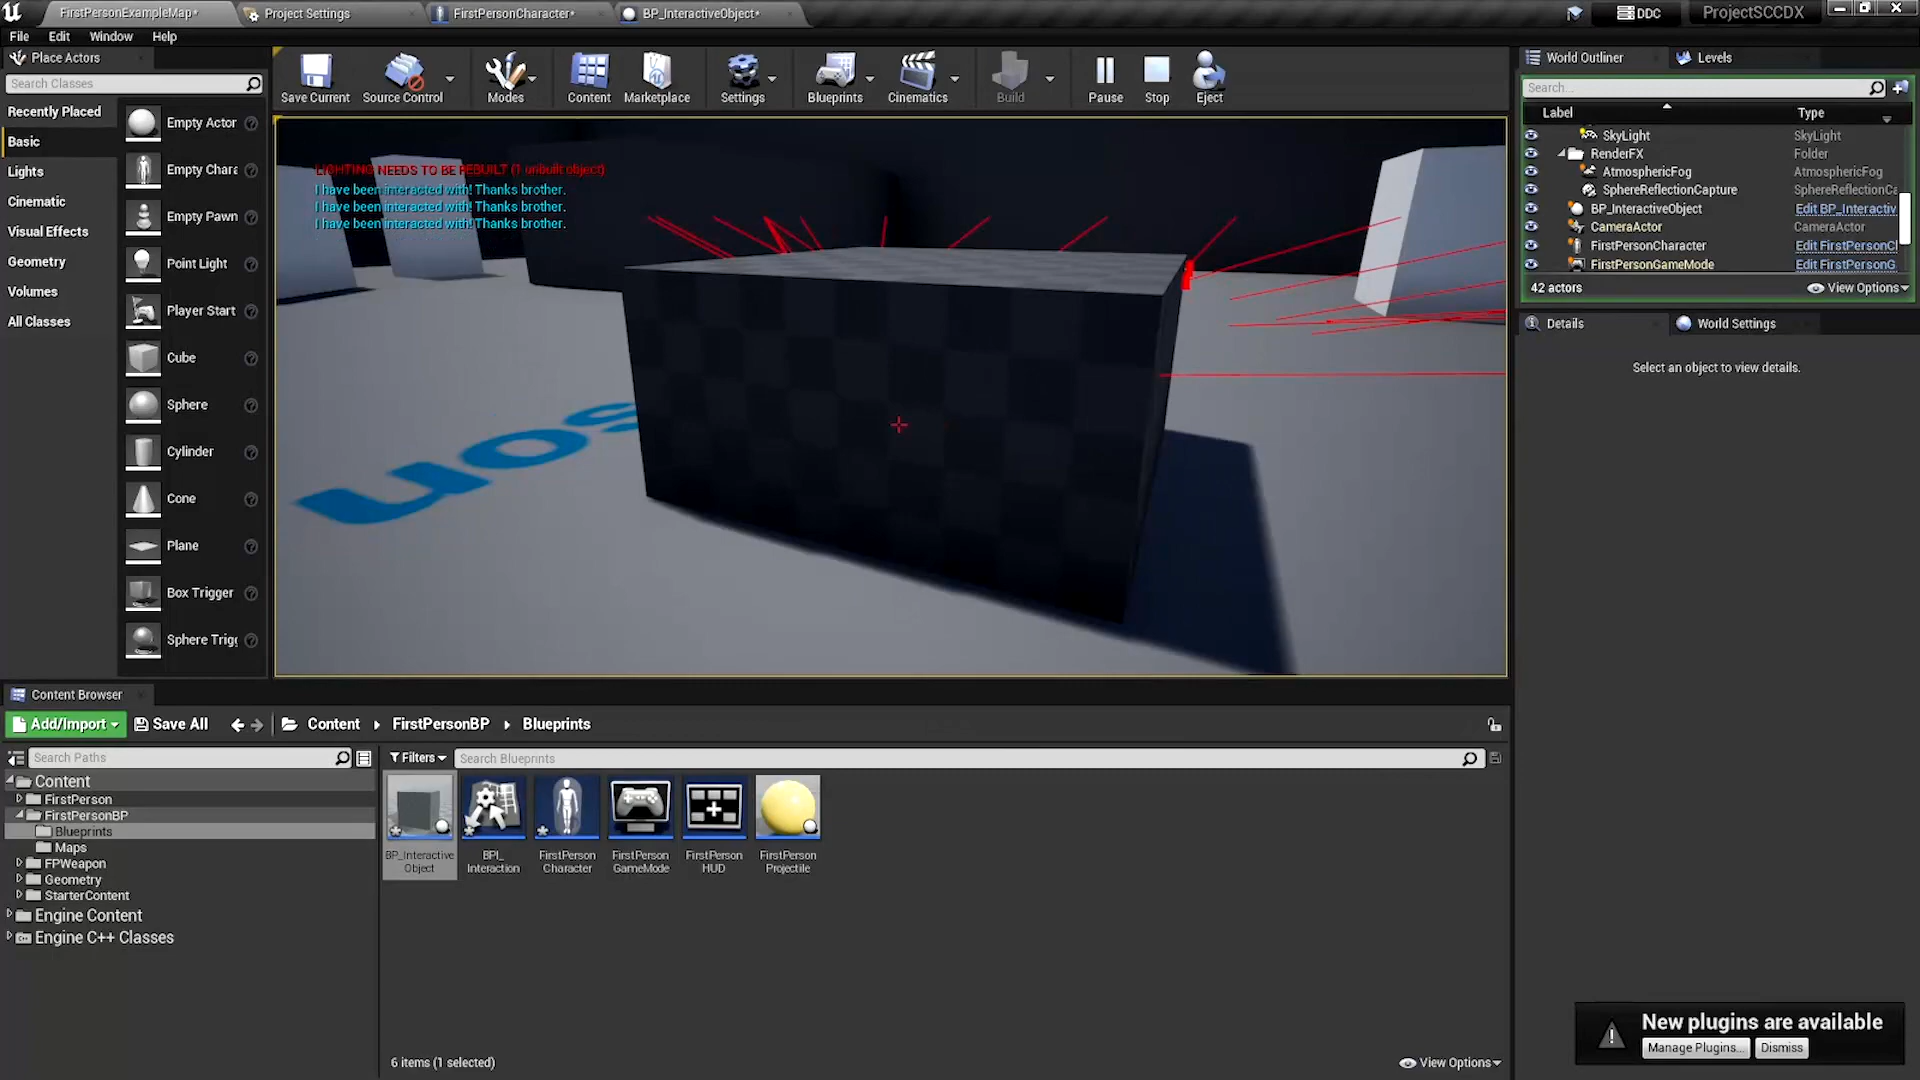 FirstPersonExampleMap*
Project Settings
FirstPersonCharacter*
BP_InteractiveObject*
DDC
ProjectSCCDX
File
Edit
Window
Help
Place Actors
Search Classes
Recently Placed
Basic
Lights
Cinematic
Visual Effects
Geometry
Volumes
All Classes
Empty Actor
Empty Chara
Empty Pawn
Point Light
Player Start
Cube
Sphere
Cylinder
Cone
Plane
Box Trigger
Sphere Trigg
Save Current
Source Control
Modes
Content
Marketplace
Settings
Blueprints
Cinematics
Build
Pause
Stop
Eject
LIGHTING NEEDS TO BE REBUILT (1 unbuilt object)
I have been interacted with! Thanks brother.
I have been interacted with! Thanks brother.
I have been interacted with! Thanks brother.
World Outliner
Levels
Search...
Label
Type
SkyLight
SkyLight
RenderFX
Folder
AtmosphericFog
AtmosphericFog
SphereReflectionCapture
SphereReflectionCa
BP_InteractiveObject
Edit BP_Interactiv
CameraActor
CameraActor
FirstPersonCharacter
Edit FirstPersonCl
FirstPersonGameMode
Edit FirstPersonG
42 actors
View Options
Details
World Settings
Select an object to view details.
Content Browser
Add/Import
Save All
Content
FirstPersonBP
Blueprints
Search Paths
Filters
Search Blueprints
Content
FirstPerson
FirstPersonBP
Blueprints
Maps
FPWeapon
Geometry
StarterContent
Engine Content
Engine C++ Classes
BP_Interactive
Object
BPI_
Interaction
FirstPerson
Character
FirstPerson
GameMode
FirstPerson
HUD
FirstPerson
Projectile
6 items (1 selected)
View Options
New plugins are available
Manage Plugins...
Dismiss